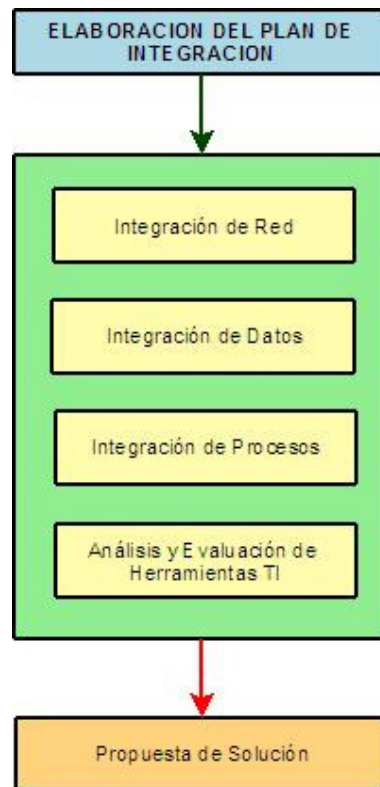 ELABORACION DEL PLAN DE
INTEGRACION
Integración de Red
Integración de Datos
Integración de Procesos
Análisis y Evaluación de
Herramientas TI
Propuesta de Solución